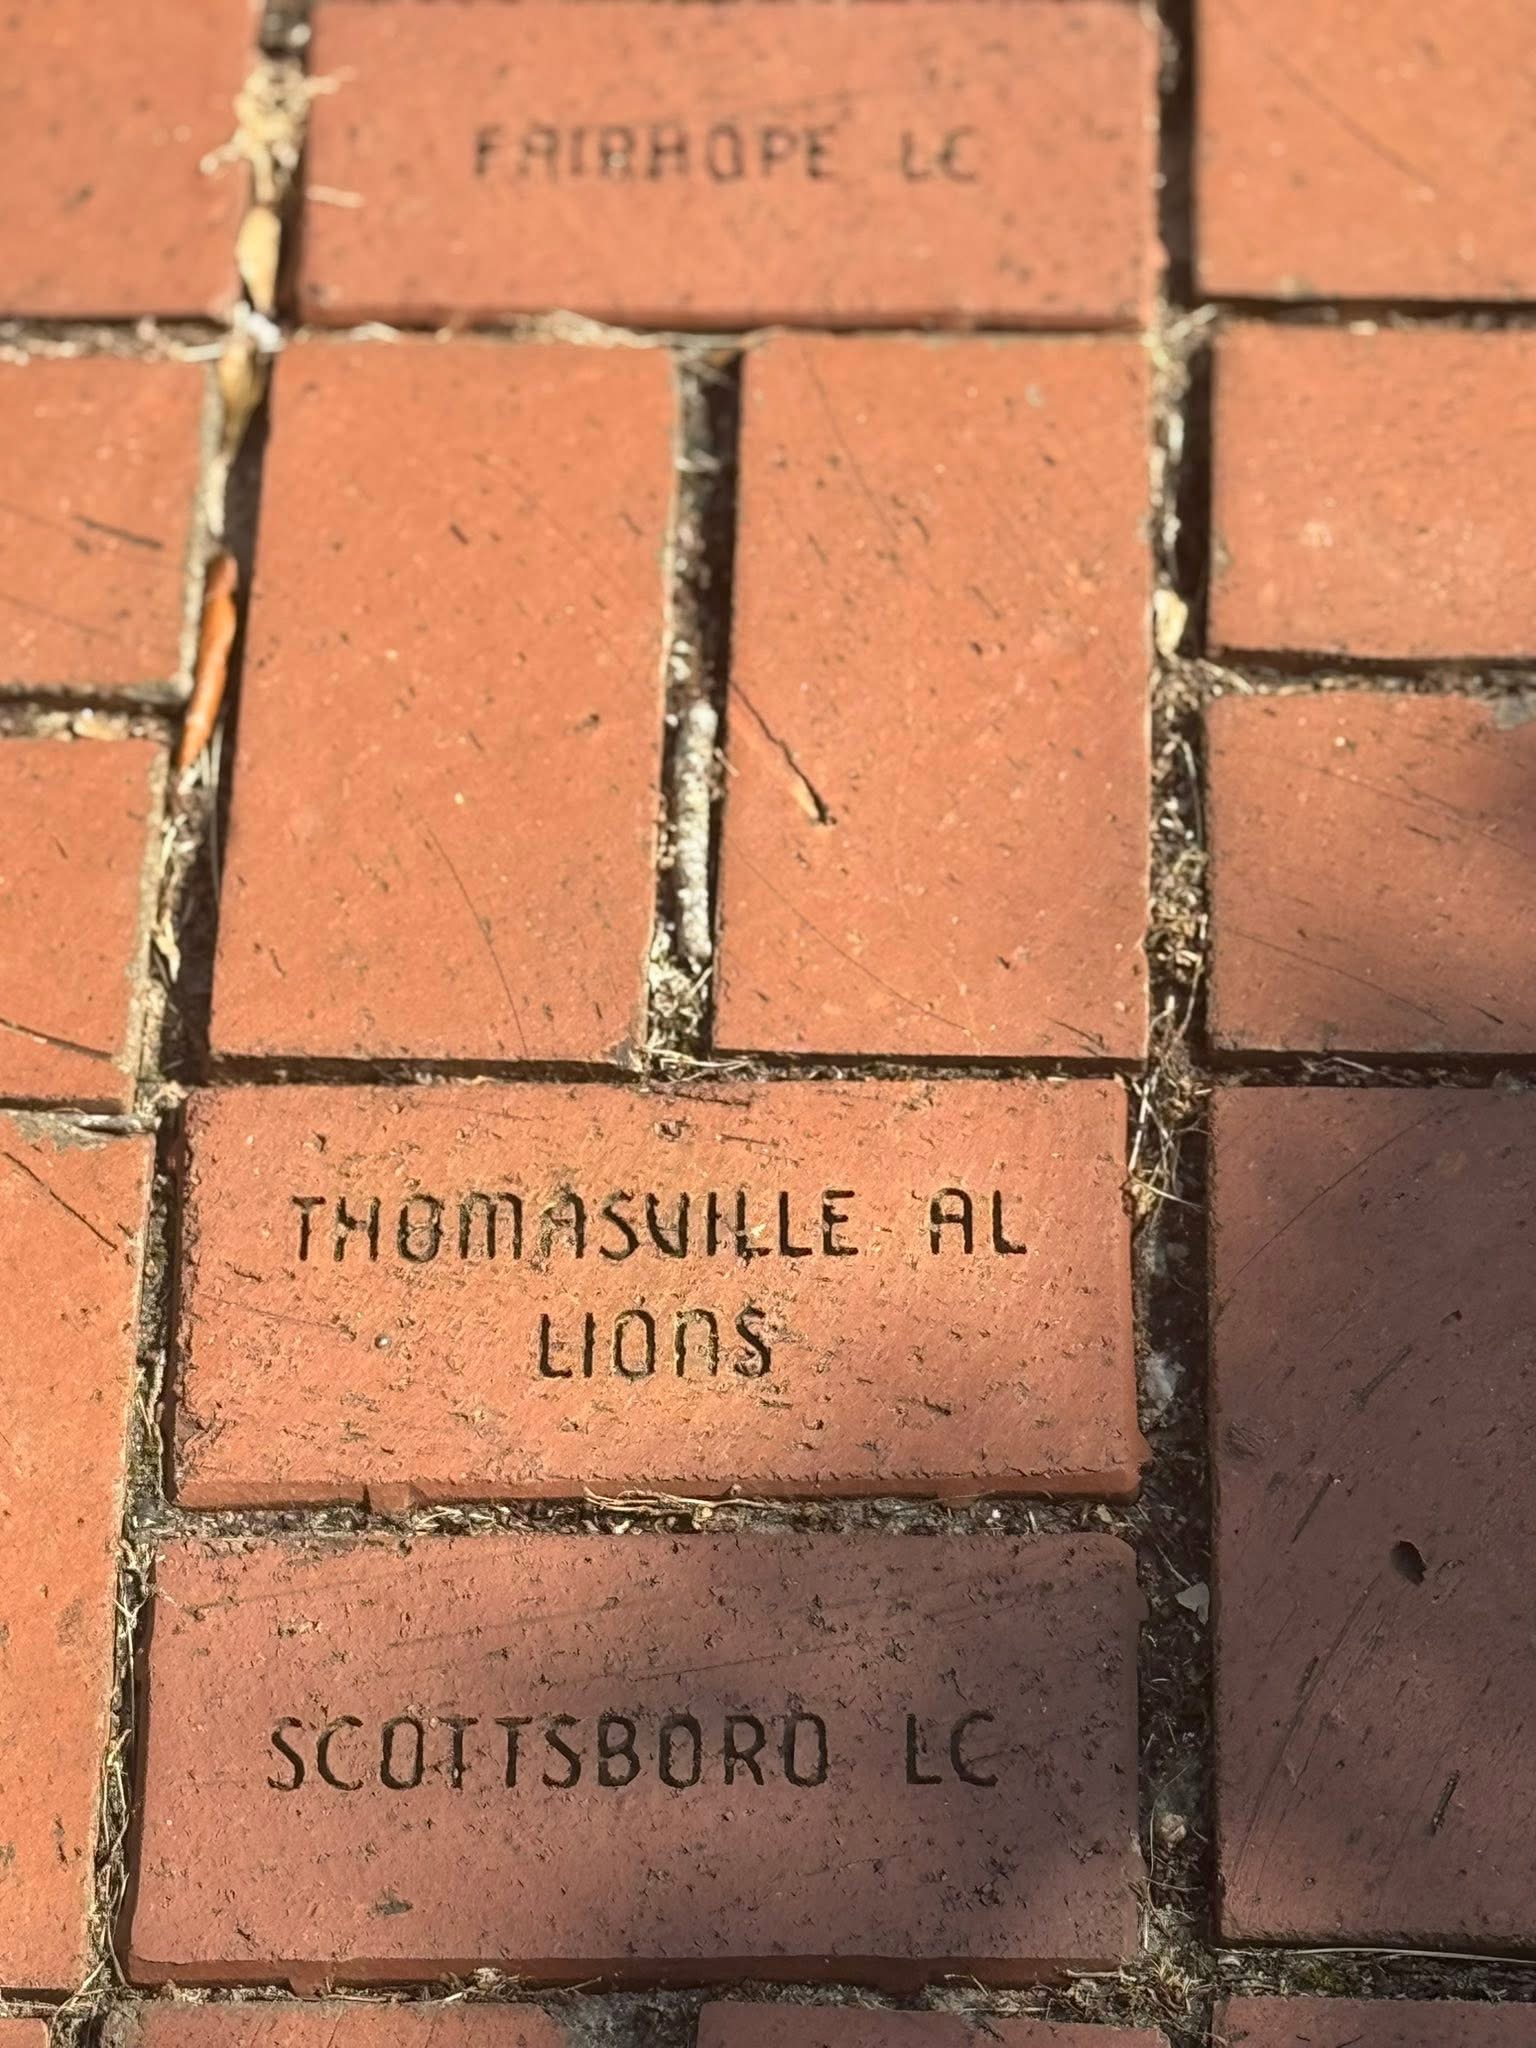 FAIRHOPE LC
THOMASVILLE AL
LIONS
SCOTTSBORO LC